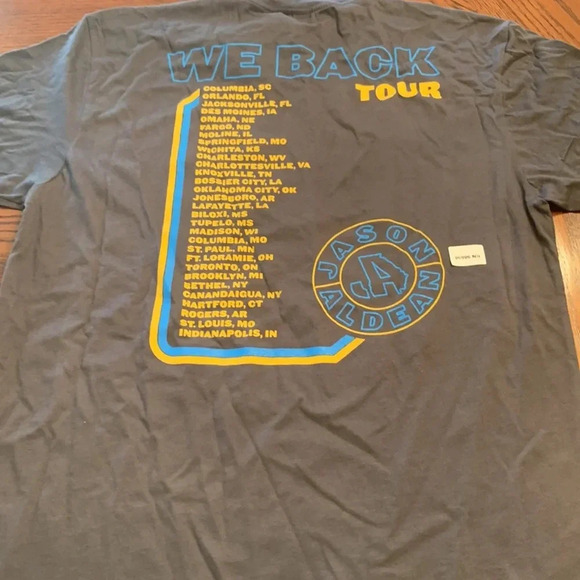 WE BACK
TOUR
COLUMBIA, SC
ORLANDO, FL
JACKSONVILLE, FL
DES MOINES, IA
OMAHA, NE
FARGO, ND
MOLINE, IL
SPRINGFIELD, MO
WICHITA, KS
CHARLESTON, WV
CHARLOTTESVILLE, VA
KNOXVILLE, TN
BOSSIER CITY, LA
OKLAHOMA CITY, OK
JONESBORO, AR
LAFAYETTE, LA
BILOXI, MS
TUPELO, MS
MADISON, WI
COLUMBIA, MO
ST. PAUL, MN
FT. LORAMIE, OH
TORONTO, ON
BROOKLYN, MI
BETHEL, NY
CANANDAIGUA, NY
HARTFORD, CT
ROGERS, AR
ST. LOUIS, MO
INDIANAPOLIS, IN
JASON
JA
ALDEAN